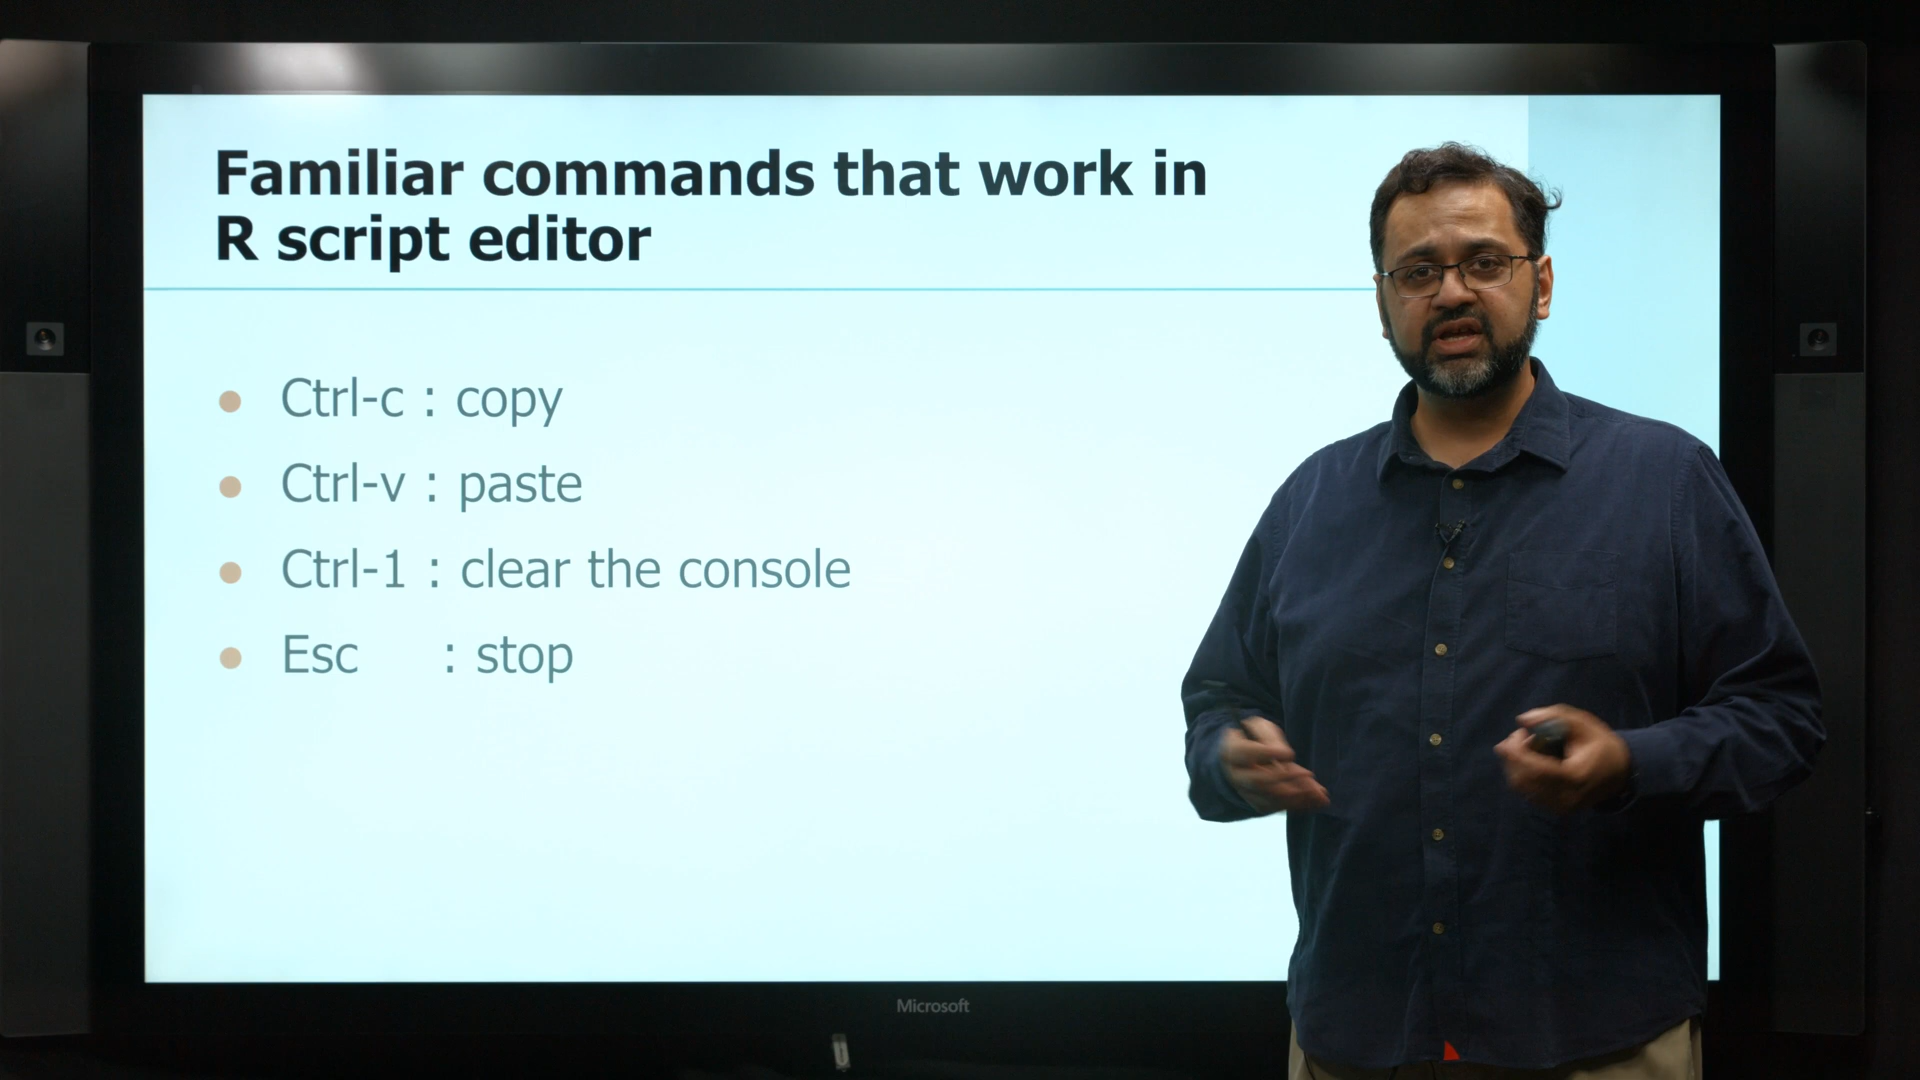 Familiar commands that work in
R script editor
Ctrl-c : copy
Ctrl-v : paste
Ctrl-1 : clear the console
Esc : stop
Microsoft